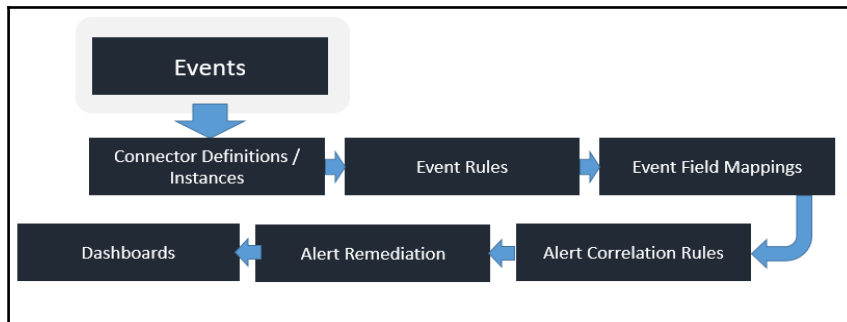 Events
Connector Definitions /
Instances
Event Rules
Event Field Mappings
Alert Correlation Rules
Alert Remediation
Dashboards